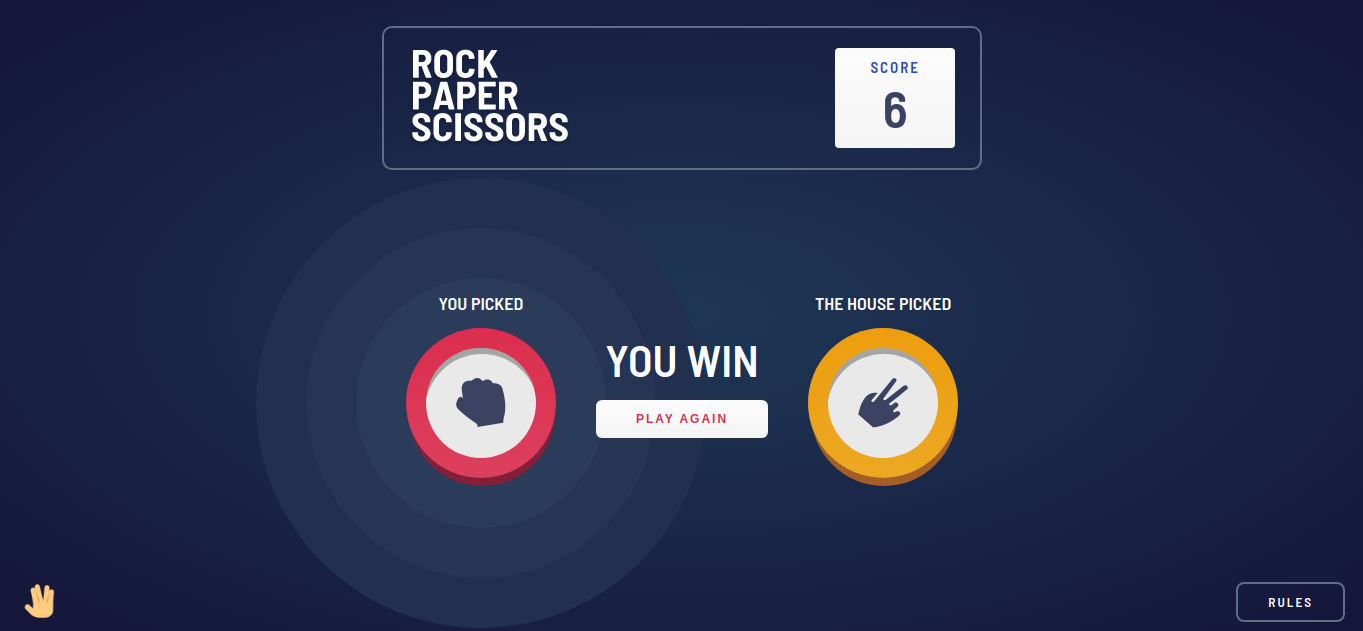 ROCK
PAPER
SCISSORS
SCORE
6
YOU PICKED
THE HOUSE PICKED
YOU WIN
PLAY AGAIN
RULES